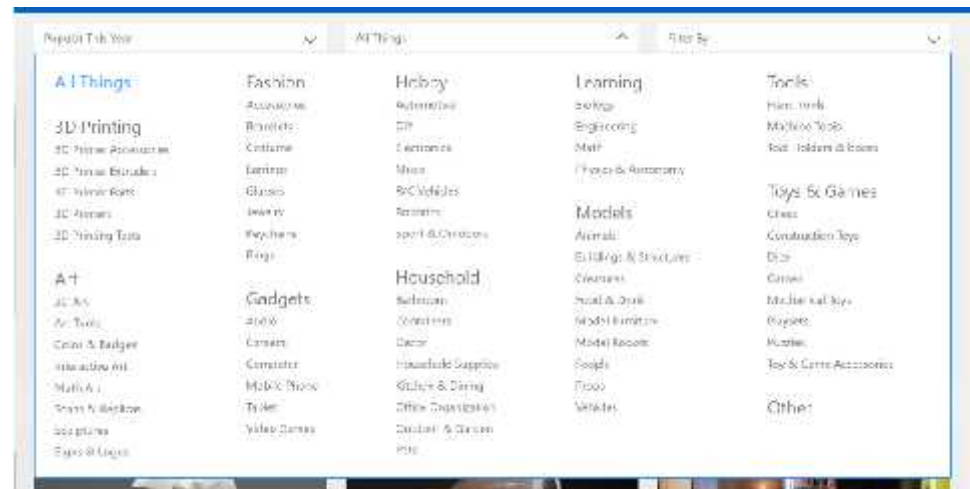 Popular This Year
All Things
Filter By
All Things
3D Printing
3D Printer Accessories
3D Printer Extruders
3D Printer Parts
3D Printers
3D Printing Tests
Art
2D Art
Art Tools
Coins & Badges
Interactive Art
Math Art
Scans & Replicas
Sculptures
Signs & Logos
Fashion
Accessories
Bracelets
Costume
Earrings
Glasses
Jewelry
Keychains
Rings
Gadgets
Audio
Camera
Computer
Mobile Phone
Tablet
Video Games
Hobby
Automotive
DIY
Electronics
Music
R/C Vehicles
Robotics
Sport & Outdoors
Household
Bathroom
Containers
Decor
Household Supplies
Kitchen & Dining
Office Organization
Outdoor & Garden
Pets
Learning
Biology
Engineering
Math
Physics & Astronomy
Models
Animals
Buildings & Structures
Creatures
Food & Drink
Model Furniture
Model Robots
People
Props
Vehicles
Tools
Hand Tools
Machine Tools
Tool Holders & Boxes
Toys & Games
Chess
Construction Toys
Dice
Games
Mechanical Toys
Playsets
Puzzles
Toy & Game Accessories
Other